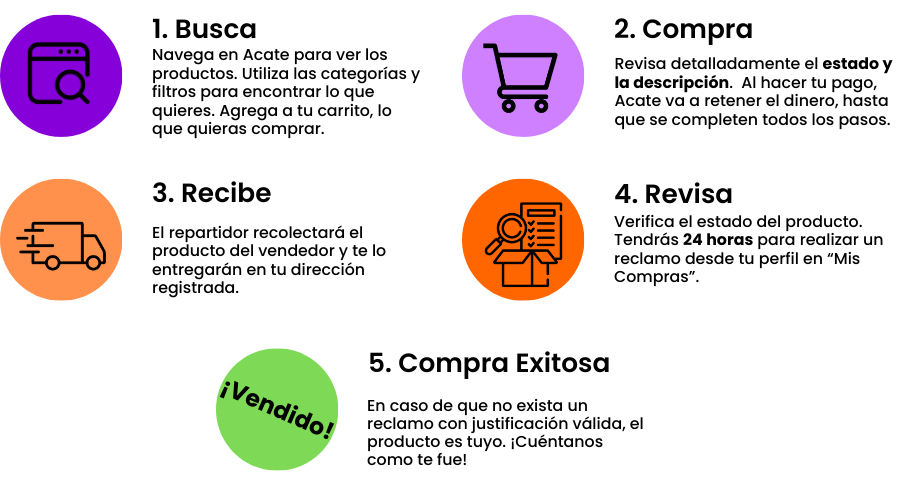 1. Busca
Navega en Acate para ver los
productos. Utiliza las categorías y
filtros para encontrar lo que
quieres. Agrega a tu carrito, lo
que quieras comprar.
2. Compra
Revisa detalladamente el estado y
la descripción. Al hacer tu pago,
Acate va a retener el dinero, hasta
que se completen todos los pasos.
3. Recibe
El repartidor recolectará el
producto del vendedor y te lo
entregarán en tu dirección
registrada.
4. Revisa
Verifica el estado del producto.
Tendrás 24 horas para realizar un
reclamo desde tu perfil en “Mis
Compras”.
¡Vendido!
5. Compra Exitosa
En caso de que no exista un
reclamo con justificación válida, el
producto es tuyo. ¡Cuéntanos
como te fue!